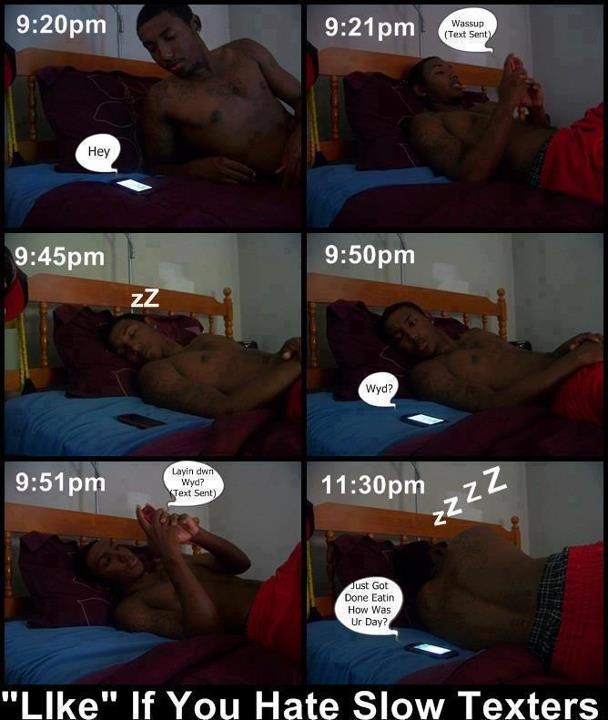 9:20pm
Hey
9:21pm
Wassup
(Text Sent)
9:45pm
zZ
9:50pm
Wyd?
9:51pm
Layin dwn
Wyd?
(Text Sent)
11:30pm
zZZZ
Just Got
Done Eatin
How Was
Ur Day?
"LIke" If You Hate Slow Texters